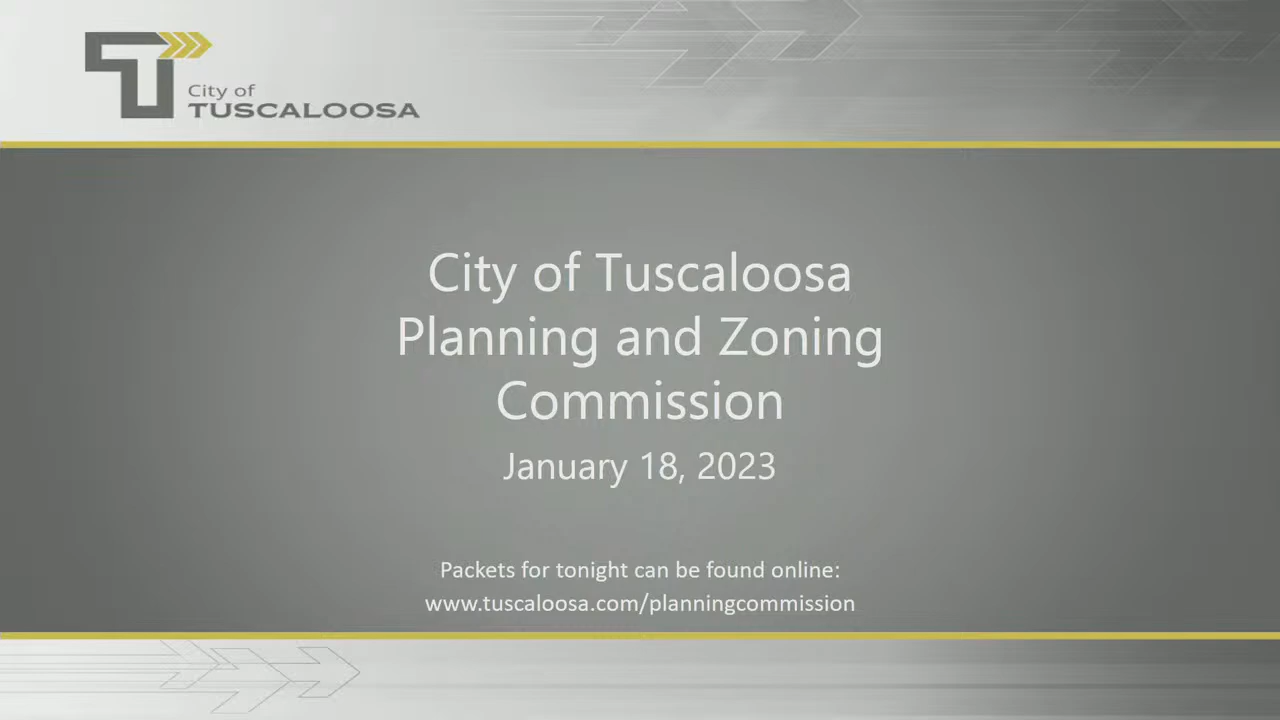 City of
TUSCALOOSA
City of Tuscaloosa
Planning and Zoning
Commission
January 18, 2023
Packets for tonight can be found online:
www.tuscaloosa.com/planningcommission